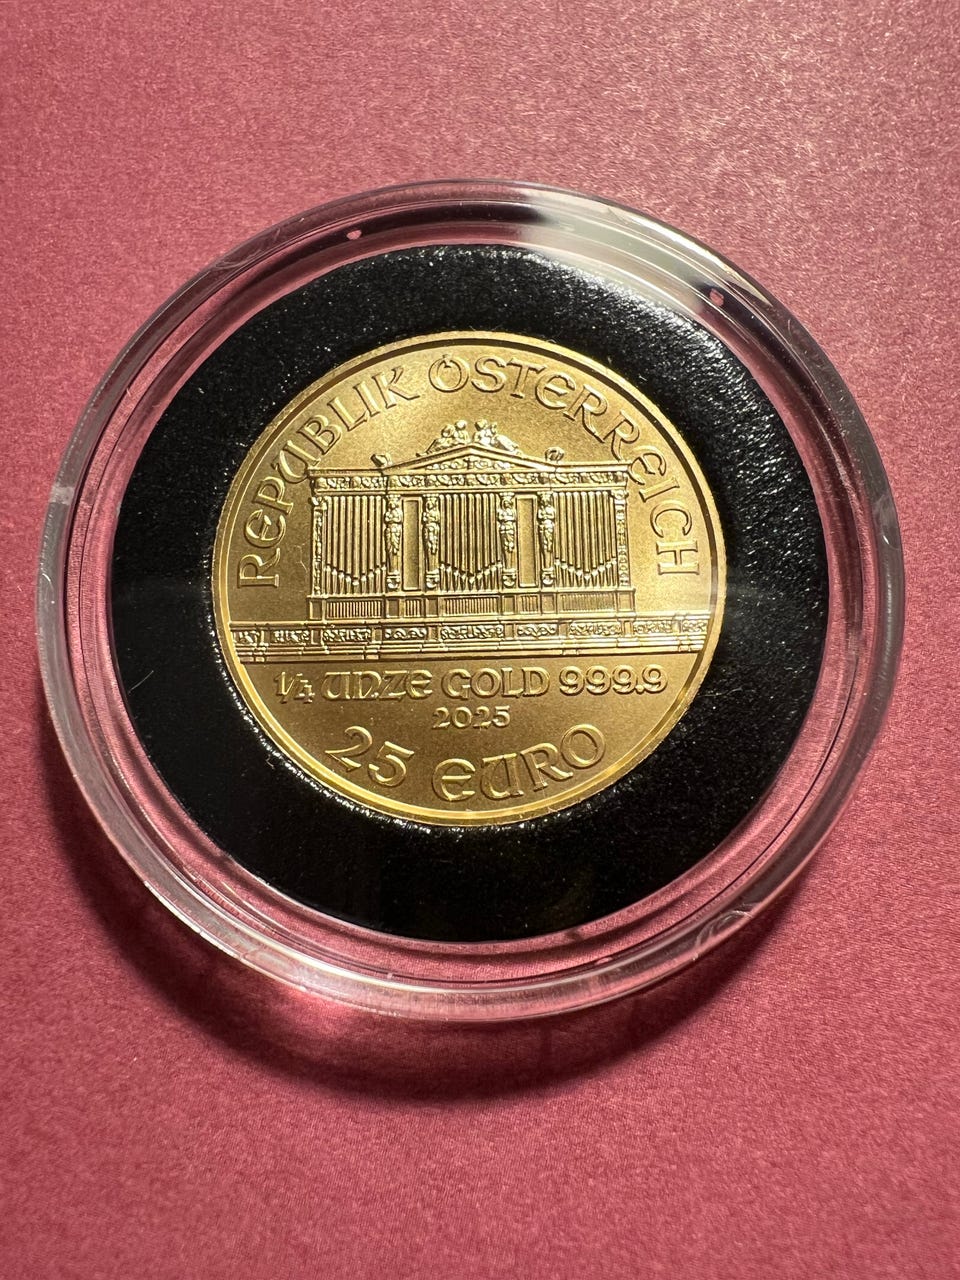 REPUBLIK ÖSTERREICH
1/4 UNZE GOLD 999.9
2025
25 EURO